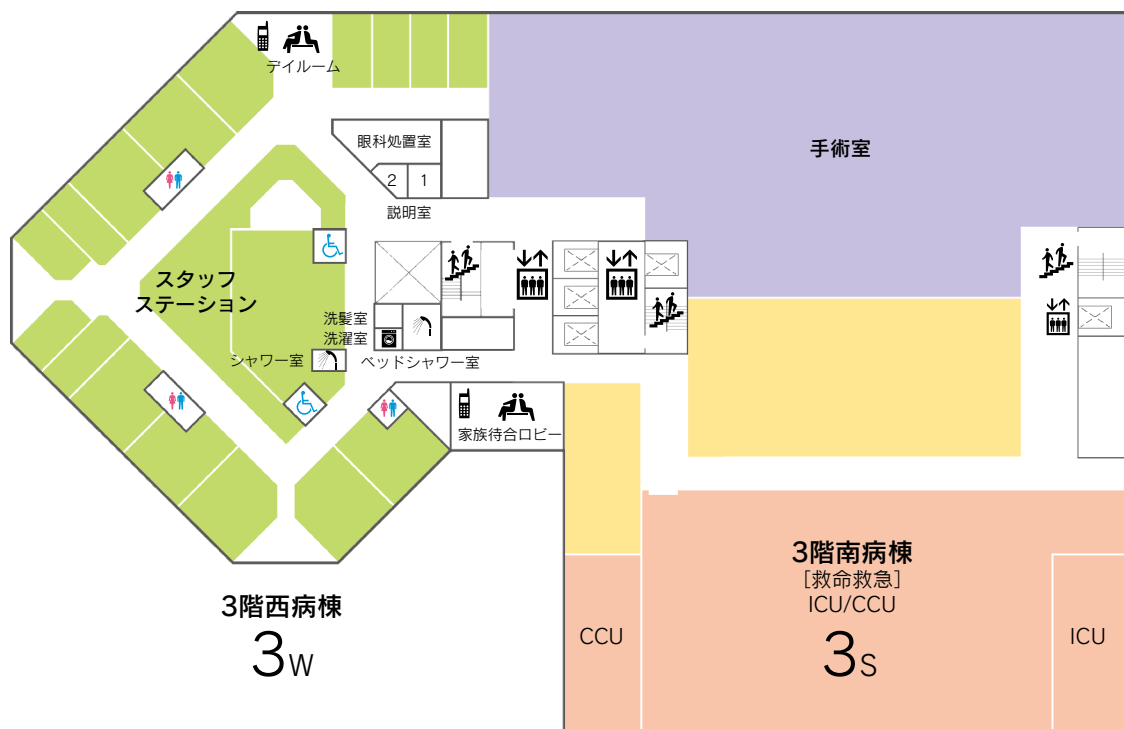 デイルーム
眼科処置室
2
1
説明室
手術室
スタッフ
ステーション
洗髪室
洗濯室
シャワー室
ベッドシャワー室
家族待合ロビー
3階西病棟
3W
3階南病棟
［救命救急］
ICU/CCU
3S
CCU
ICU